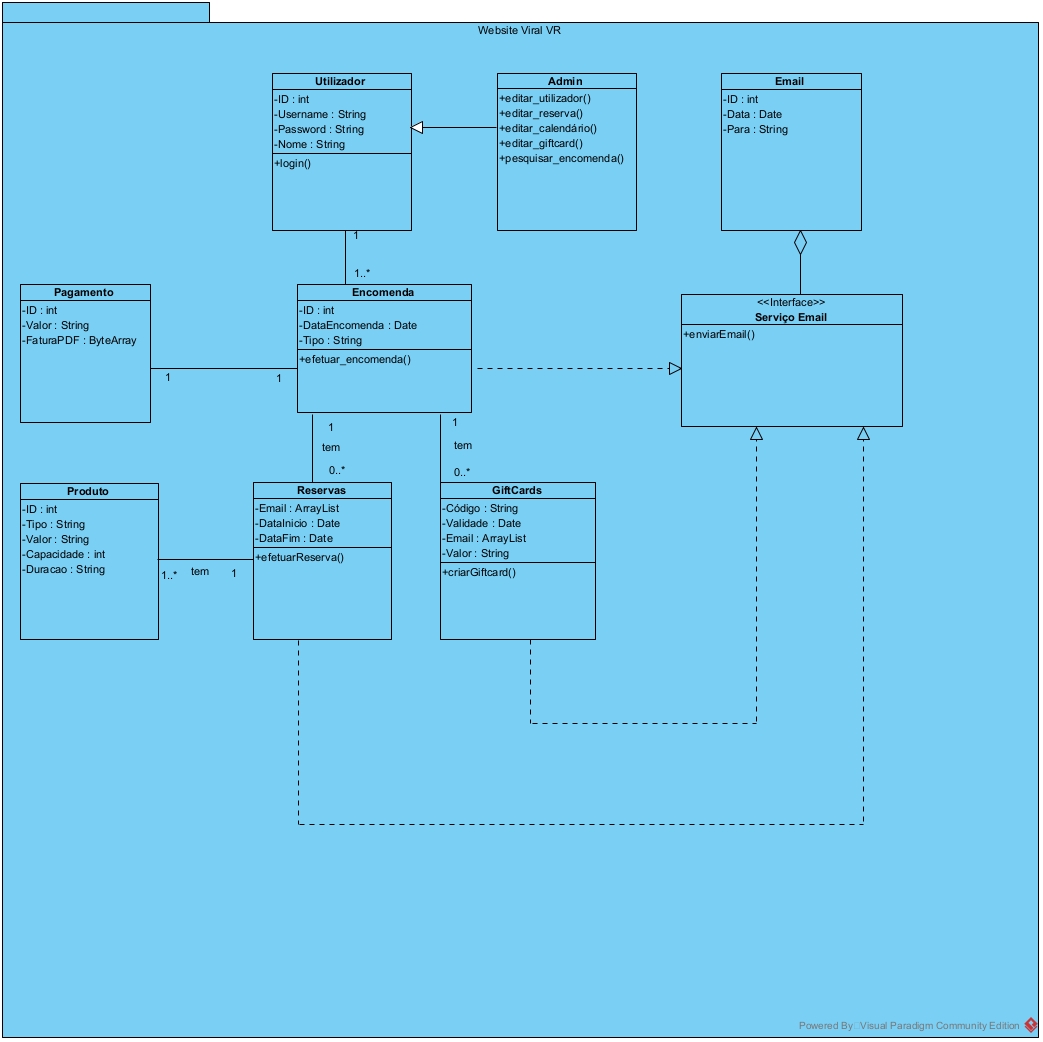 Website Viral VR
Utilizador
-ID : int
-Username : String
-Password : String
-Nome : String
+login()
Admin
+editar_utilizador()
+editar_reserva()
+editar_calendário()
+editar_giftcard()
+pesquisar_encomenda()
Email
-ID : int
-Data : Date
-Para : String
1
1..*
Pagamento
-ID : int
-Valor : String
-FaturaPDF : ByteArray
Encomenda
-ID : int
-DataEncomenda : Date
-Tipo : String
+efetuar_encomenda()
<<Interface>>
Serviço Email
+enviarEmail()
1
1
1
tem
0..*
1
tem
0..*
Produto
-ID : int
-Tipo : String
-Valor : String
-Capacidade : int
-Duracao : String
1..*
tem
1
Reservas
-Email : ArrayList
-DataInicio : Date
-DataFim : Date
+efetuarReserva()
GiftCards
-Código : String
-Validade : Date
-Email : ArrayList
-Valor : String
+criarGiftcard()
Powered By: Visual Paradigm Community Edition